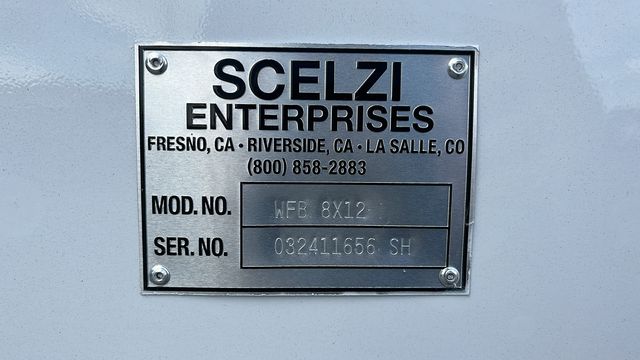 SCELZI
ENTERPRISES
FRESNO, CA • RIVERSIDE, CA • LA SALLE, CO
(800) 858-2883
MOD. NO. WFB 8X12
SER. NO. 032411656 SH